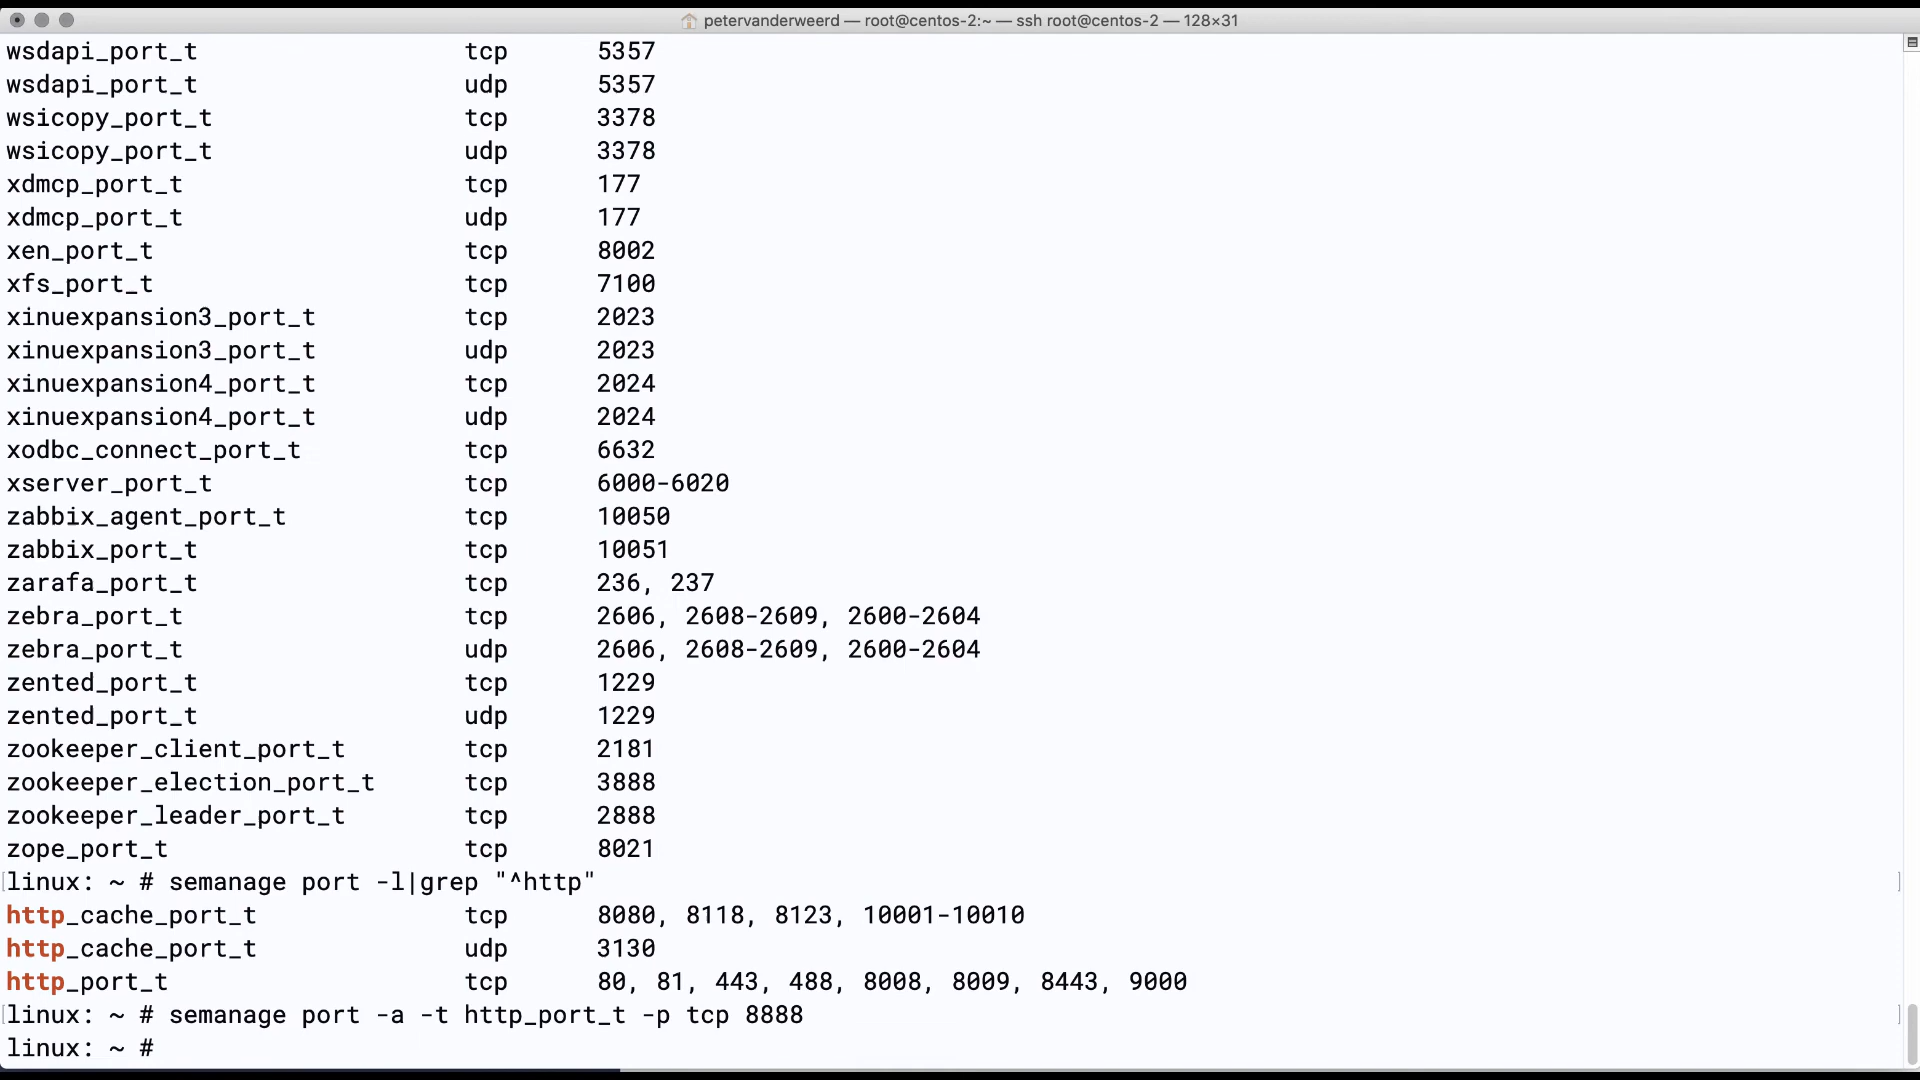 petervanderweerd — root@centos-2:~ — ssh root@centos-2 — 128×31
wsdapi_port_t tcp 5357
wsdapi_port_t udp 5357
wsicopy_port_t tcp 3378
wsicopy_port_t udp 3378
xdmcp_port_t tcp 177
xdmcp_port_t udp 177
xen_port_t tcp 8002
xfs_port_t tcp 7100
xinuexpansion3_port_t tcp 2023
xinuexpansion3_port_t udp 2023
xinuexpansion4_port_t tcp 2024
xinuexpansion4_port_t udp 2024
xodbc_connect_port_t tcp 6632
xserver_port_t tcp 6000-6020
zabbix_agent_port_t tcp 10050
zabbix_port_t tcp 10051
zarafa_port_t tcp 236, 237
zebra_port_t tcp 2606, 2608-2609, 2600-2604
zebra_port_t udp 2606, 2608-2609, 2600-2604
zented_port_t tcp 1229
zented_port_t udp 1229
zookeeper_client_port_t tcp 2181
zookeeper_election_port_t tcp 3888
zookeeper_leader_port_t tcp 2888
zope_port_t tcp 8021
[linux: ~ # semanage port -l|grep "^http" ]
http_cache_port_t tcp 8080, 8118, 8123, 10001-10010
http_cache_port_t udp 3130
http_port_t tcp 80, 81, 443, 488, 8008, 8009, 8443, 9000
[linux: ~ # semanage port -a -t http_port_t -p tcp 8888 ]
linux: ~ #